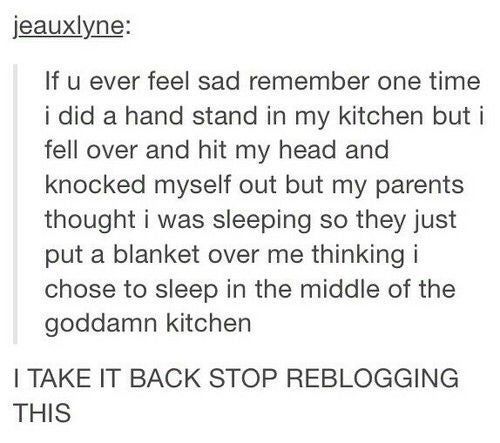 jeauxlyne:
If u ever feel sad remember one time
i did a hand stand in my kitchen but i
fell over and hit my head and
knocked myself out but my parents
thought i was sleeping so they just
put a blanket over me thinking i
chose to sleep in the middle of the
goddamn kitchen
I TAKE IT BACK STOP REBLOGGING
THIS